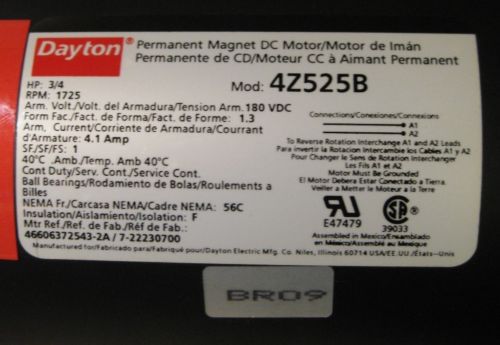 Dayton
Permanent Magnet DC Motor/Motor de Imán
Permanente de CD/Moteur CC à Aimant Permanent
HP: 3/4
Mod: 4Z525B
RPM: 1725
Arm. Volt./Volt. del Armadura/Tension Arm. 180 VDC
Form Fac./Fact. de Forma/Fact. de Forme: 1.3
Arm, Current/Corriente de Armadura/Courrant
d'Armature: 4.1 Amp
SF/SF/FS: 1
40°C .Amb./Temp. Amb 40°C
Cont Duty/Serv. Cont./Service Cont.
Ball Bearings/Rodamiento de Bolas/Roulements a
Billes
NEMA Fr./Carcasa NEMA/Cadre NEMA: 56C
Insulation/Aislamiento/Isolation: F
Mtr Ref./Ref. de Fab./Réf de Fab.:
46606372543-2A / 7-22230700
Connections/Conexiones/Connexions
A1
A2
To Reverse Rotation Interchange A1 and A2 Leads
Para invertir la Rotacion Intercambie los Cables A1 y A2
Pour Changer le Sens de Rotation Interchanger
Les Fils A1 et A2
Motor Must Be Grounded
El Motor Debera Estar Conectado a Tierra.
Veiller a Metter le Moteur a la Terre
E47479
SA
39033
Assembled in Mexico/Ensamblado
en México/Assemblé au Mexique
Manufactured for/Fabricado para/Fabriqué pour/Dayton Electric Mfg. Co. Niles, Illinois 60714 USA/EE.UU./Etats-Unis
BR09